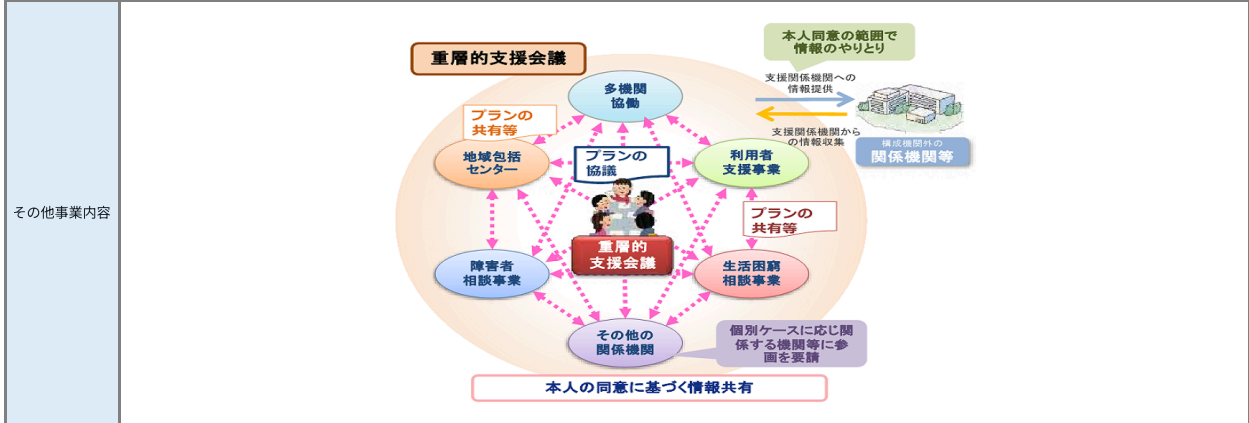 その他事業内容
重層的支援会議
本人同意の範囲で
情報のやりとり
多機関
協働
支援関係機関への
情報提供
支援関係機関から
の情報収集
構成機関外の
関係機関等
プランの
共有等
地域包括
センター
プランの
協議
利用者
支援事業
プランの
共有等
重層的
支援会議
障害者
相談事業
生活困窮
相談事業
その他の
関係機関
個別ケースに応じ関
係する機関等に参
画を要請
本人の同意に基づく情報共有